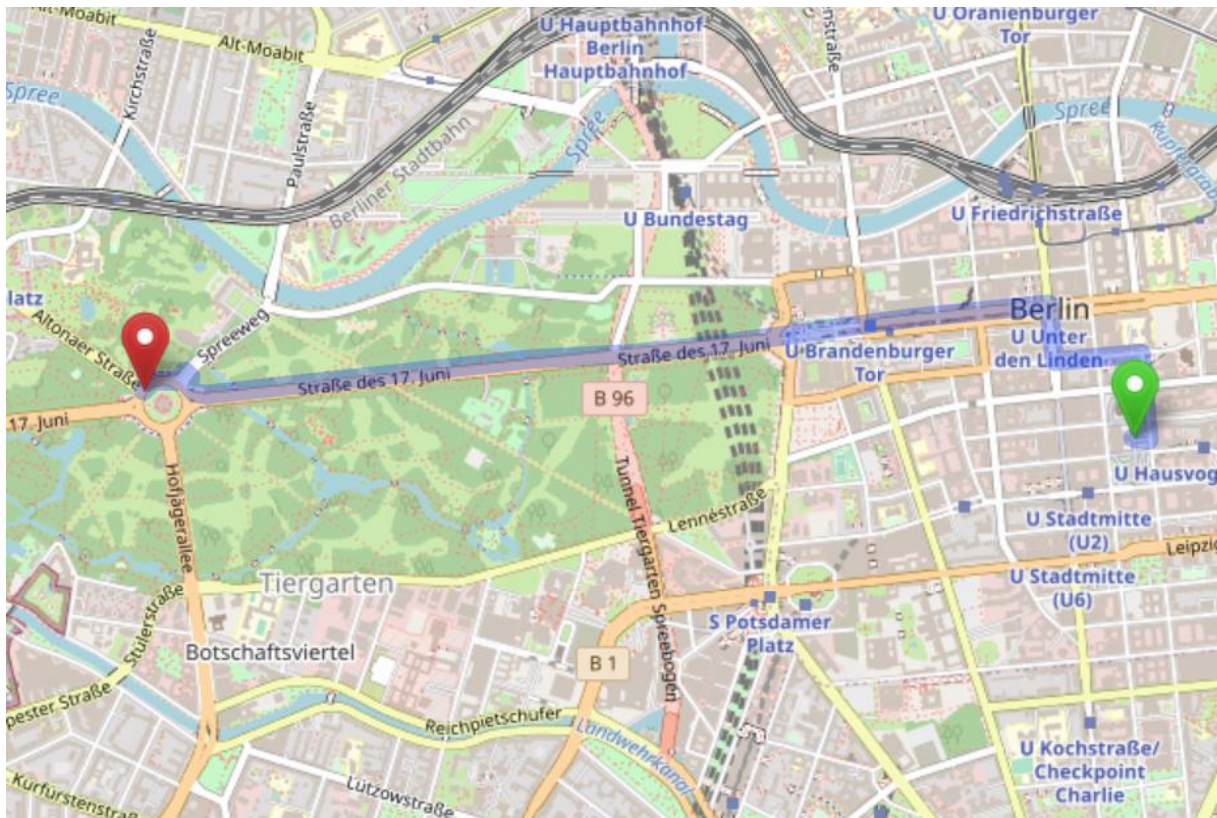 U Hauptbahnhof
Berlin
Hauptbahnhof
U Oranienburger
Tor
Alt-Moabit
Alt-Moabit
Kirchstraße
Paulstraße
Spree
Spree
Spree
Kupfergra
Berliner Stadtbahn
U Bundestag
U Friedrichstraße
latz
Altonaer Straße
Spreeweg
Berlin
U Unter
den Linden
U Brandenburger
Tor
Straße des 17. Juni
Straße des 17. Juni
17. Juni
B 96
Hofjägerallee
Tunnel Tiergarten Spreebogen
Lennéstraße
U Hausvog
U Stadtmitte
(U2)
Leipzig
U Stadtmitte
(U6)
Tiergarten
Stülerstraße
S Potsdamer
Platz
Botschaftsviertel
B 1
pester Straße
Reichpietschufer
Landwehrkanal
U Kochstraße/
Checkpoint
Charlie
Kurfürstenstraß
Lützowstraße